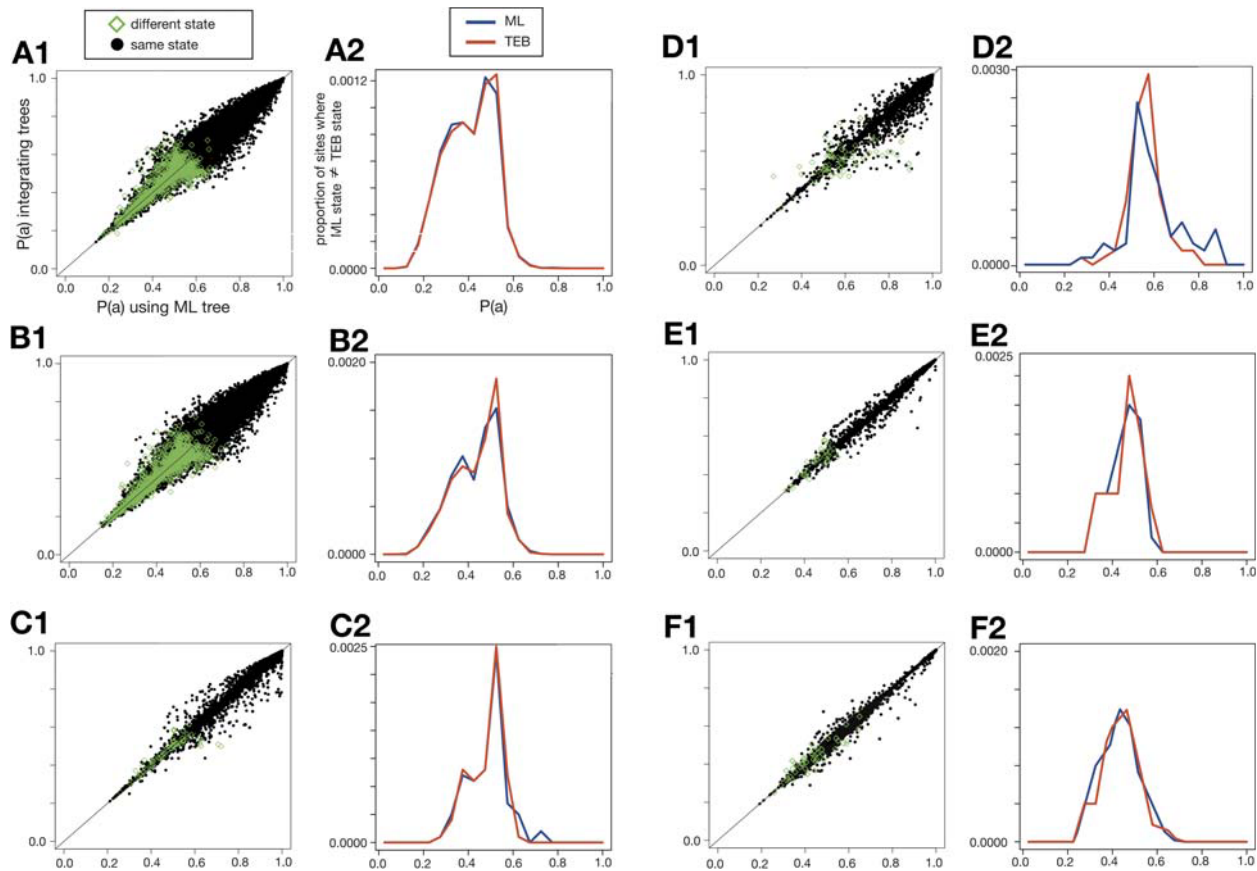 different state
same state
ML
TEB
A1
1.0
0.0
P(a) integrating trees
0.0 0.2 0.4 0.6 0.8 1.0
P(a) using ML tree
A2
0.0012
0.0000
proportion of sites where
ML state ≠ TEB state
0.0 0.2 0.4 0.6 0.8 1.0
P(a)
D1
1.0
0.0
0.0 0.2 0.4 0.6 0.8 1.0
D2
0.0030
0.0000
0.0 0.2 0.4 0.6 0.8 1.0
B1
1.0
0.0
0.0 0.2 0.4 0.6 0.8 1.0
B2
0.0020
0.0000
0.0 0.2 0.4 0.6 0.8 1.0
E1
1.0
0.0
0.0 0.2 0.4 0.6 0.8 1.0
E2
0.0025
0.0000
0.0 0.2 0.4 0.6 0.8 1.0
C1
1.0
0.0
0.0 0.2 0.4 0.6 0.8 1.0
C2
0.0025
0.0000
0.0 0.2 0.4 0.6 0.8 1.0
F1
1.0
0.0
0.0 0.2 0.4 0.6 0.8 1.0
F2
0.0020
0.0000
0.0 0.2 0.4 0.6 0.8 1.0